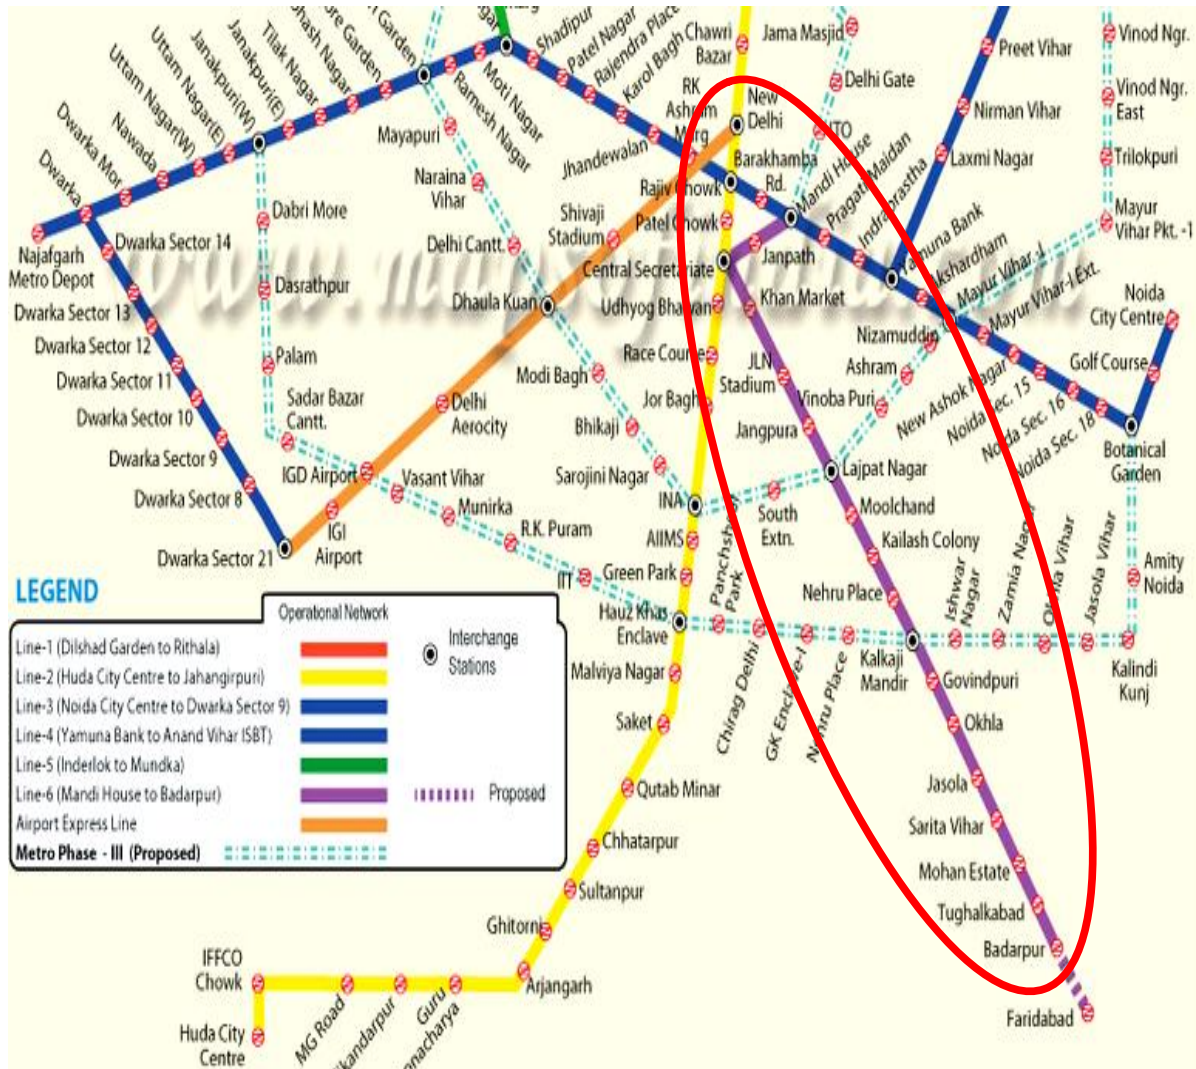 Chawri
Bazar
Jama Masjid
Preet Vihar
Vinod Ngr.
Garden
Shadipur
Patel Nagar
Rajendra Place
Karol Bagh
Moti Nagar
Ramesh Nagar
Tilak Nagar
Janakpuri(E)
Janakpuri(W)
Uttam Nagar(E)
Uttam Nagar(W)
Nawada
Dwarka Mor
Dwarka
Delhi Gate
Vinod Ngr.
East
Nirman Vihar
RK
Ashram
Marg
New
Delhi
ITO
Mayapuri
Jhandewalan
Laxmi Nagar
Trilokpuri
Barakhamba
Rd.
Mandi House
Pragati Maidan
Indraprastha
Yamuna Bank
Akshardham
Mayur Vihar -I
Mayur Vihar-I Ext.
Naraina
Vihar
Rajiv Chowk
Patel Chowk
Mayur
Vihar Pkt. -1
Dabri More
Shivaji
Stadium
Delhi Cantt.
Najafgarh
Metro Depot
Dwarka Sector 14
Janpath
Central Secretariate
Dasrathpur
Dhaula Kuan
Udhyog Bhawan
Khan Market
Noida
City Centre
Dwarka Sector 13
Nizamuddin
Dwarka Sector 12
Palam
Race Course
Golf Course
Dwarka Sector 11
Modi Bagh
JLN
Stadium
Ashram
New Ashok Nagar
Noida Sec. 15
Noida Sec. 16
Noida Sec. 18
Sadar Bazar
Cantt.
Delhi
Aerocity
Jor Bagh
Vinoba Puri
Dwarka Sector 10
Bhikaji
Jangpura
Botanical
Garden
Dwarka Sector 9
IGD Airport
Vasant Vihar
Sarojini Nagar
Lajpat Nagar
Dwarka Sector 8
Munirka
INA
South
Extn.
Moolchand
IGI
Airport
R.K. Puram
AIIMS
Kailash Colony
Dwarka Sector 21
IIT
Green Park
Panchsheel
Park
Nehru Place
Ishwar
Nagar
Zamia Nagar
Okhla Vihar
Jasola Vihar
Amity
Noida
Hauz Khas
Enclave
Malviya Nagar
Chirag Delhi
GK Enclave-I
Nehru Place
Kalkaji
Mandir
Govindpuri
Kalindi
Kunj
Saket
Okhla
Qutab Minar
Jasola
Sarita Vihar
Chhatarpur
Mohan Estate
Sultanpur
Tughalkabad
Ghitorni
Badarpur
IFFCO
Chowk
Arjangarh
Faridabad
Huda City
Centre
MG Road
Guru
LEGEND
Operational Network
Line-1 (Dilshad Garden to Rithala)
Line-2 (Huda City Centre to Jahangirpuri)
Line-3 (Noida City Centre to Dwarka Sector 9)
Line-4 (Yamuna Bank to Anand Vihar ISBT)
Line-5 (Inderlok to Mundka)
Line-6 (Mandi House to Badarpur)
Airport Express Line
Metro Phase - III (Proposed)
Interchange
Stations
Proposed